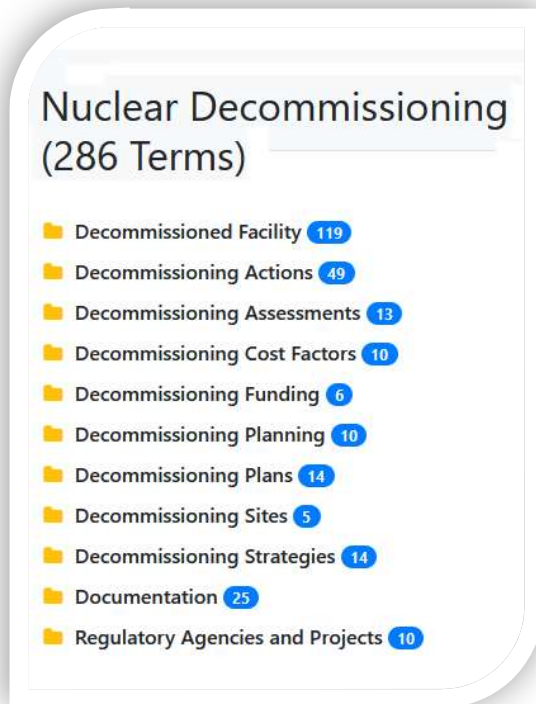 Nuclear Decommissioning
(286 Terms)
Decommissioned Facility 119
Decommissioning Actions 49
Decommissioning Assessments 13
Decommissioning Cost Factors 10
Decommissioning Funding 6
Decommissioning Planning 10
Decommissioning Plans 14
Decommissioning Sites 5
Decommissioning Strategies 14
Documentation 25
Regulatory Agencies and Projects 10